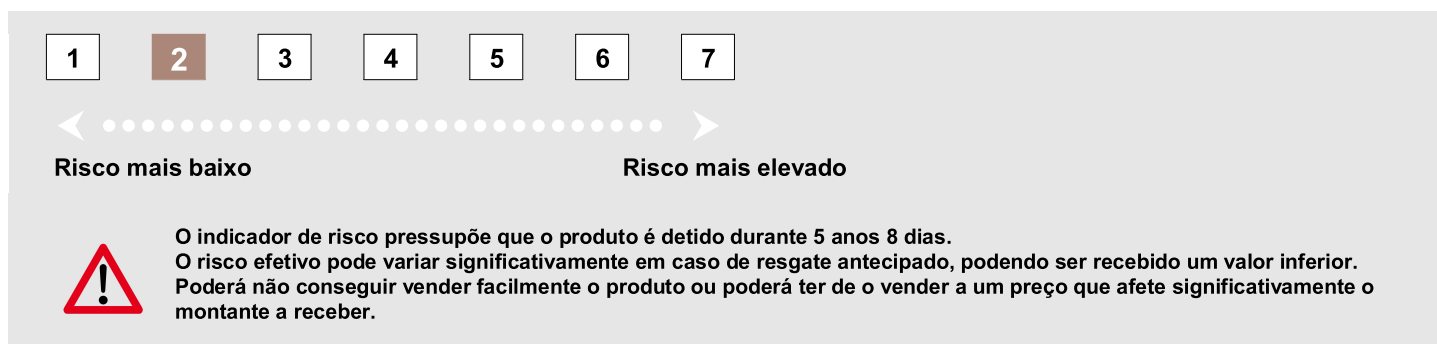 1 2 3 4 5 6 7
Risco mais baixo Risco mais elevado
O indicador de risco pressupõe que o produto é detido durante 5 anos 8 dias.
O risco efetivo pode variar significativamente em caso de resgate antecipado, podendo ser recebido um valor inferior.
Poderá não conseguir vender facilmente o produto ou poderá ter de o vender a um preço que afete significativamente o
montante a receber.